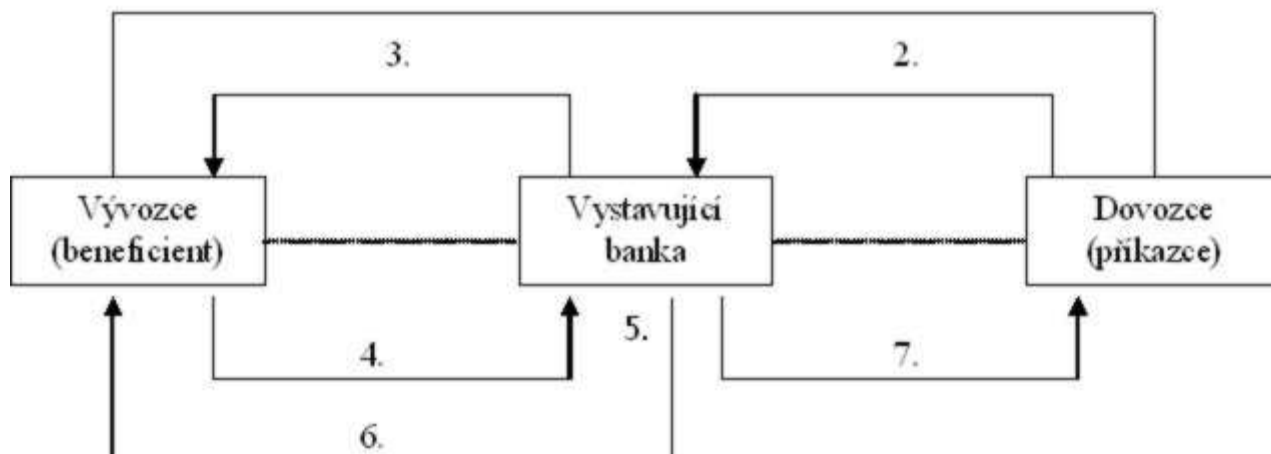 3.
2.
Vývozce
(beneficient)
Vystavující
banka
Dovozce
(příkazce)
5.
4.
7.
6.